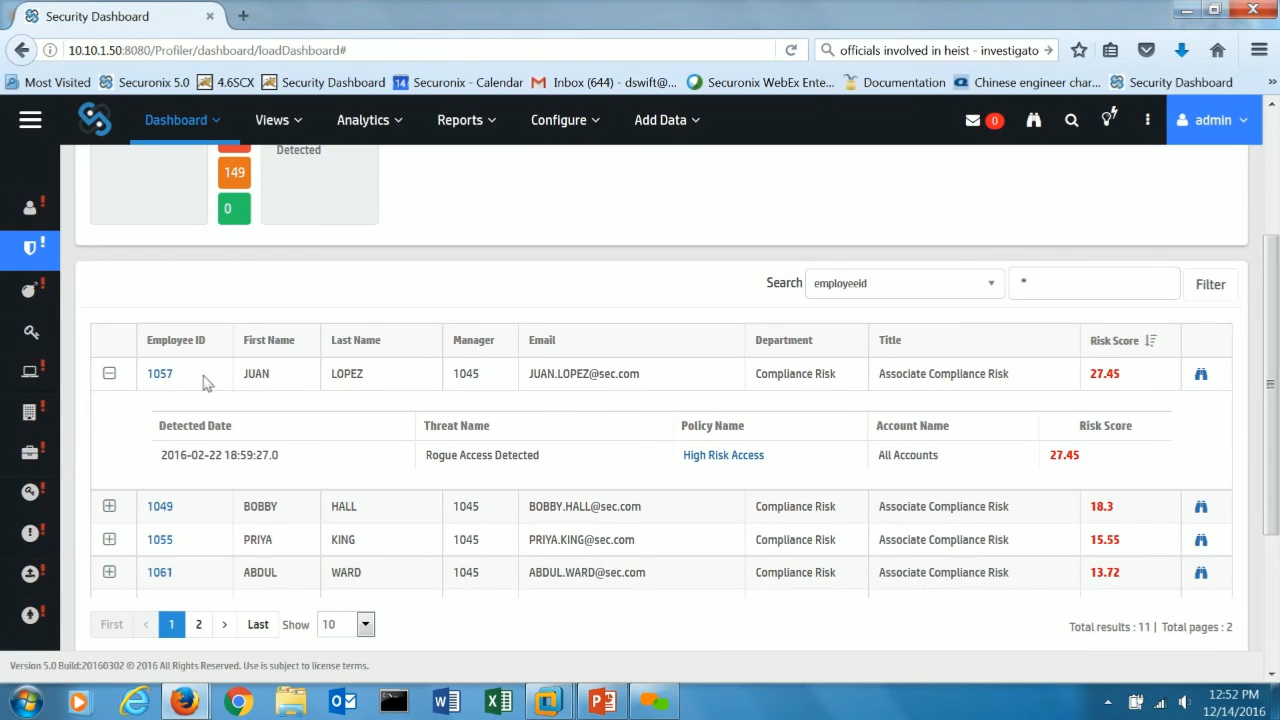 Security Dashboard × +
10.10.1.50:8080/Profiler/dashboard/loadDashboard#
officials involved in heist - investigato
Most Visited Securonix 5.0 4.6SCX Security Dashboard 14 Securonix - Calendar Inbox (644) - dswift@... Securonix WebEx Ente... Documentation Chinese engineer char... Security Dashboard »
Dashboard Views Analytics Reports Configure Add Data 0 admin
Detected
149
0
Search employeeid * Filter
Employee ID First Name Last Name Manager Email Department Title Risk Score
1057 JUAN LOPEZ 1045 JUAN.LOPEZ@sec.com Compliance Risk Associate Compliance Risk 27.45
Detected Date Threat Name Policy Name Account Name Risk Score
2016-02-22 18:59:27.0 Rogue Access Detected High Risk Access All Accounts 27.45
1049 BOBBY HALL 1045 BOBBY.HALL@sec.com Compliance Risk Associate Compliance Risk 18.3
1055 PRIYA KING 1045 PRIYA.KING@sec.com Compliance Risk Associate Compliance Risk 15.55
1061 ABDUL WARD 1045 ABDUL.WARD@sec.com Compliance Risk Associate Compliance Risk 13.72
First ‹ 1 2 › Last Show 10
Total results : 11 | Total pages : 2
Version 5.0 Build:20160302 © 2016 All Rights Reserved. Use is subject to license terms.
12:52 PM
12/14/2016